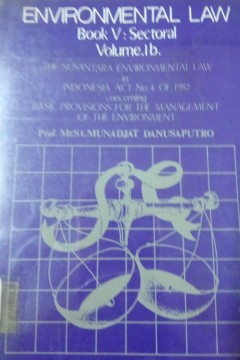 ENVIRONMENTAL LAW
Book V: Sectoral
Volume.1b.
THE NUSANTARA ENVIRONMENTAL LAW
in
INDONESIA ACT No 4 OF 1982
concerning
BASIC PROVISIONS FOR THE MANAGEMENT
OF THE ENVIRONMENT
Prof. Mr.St.MUNADJAT DANUSAPUTRO